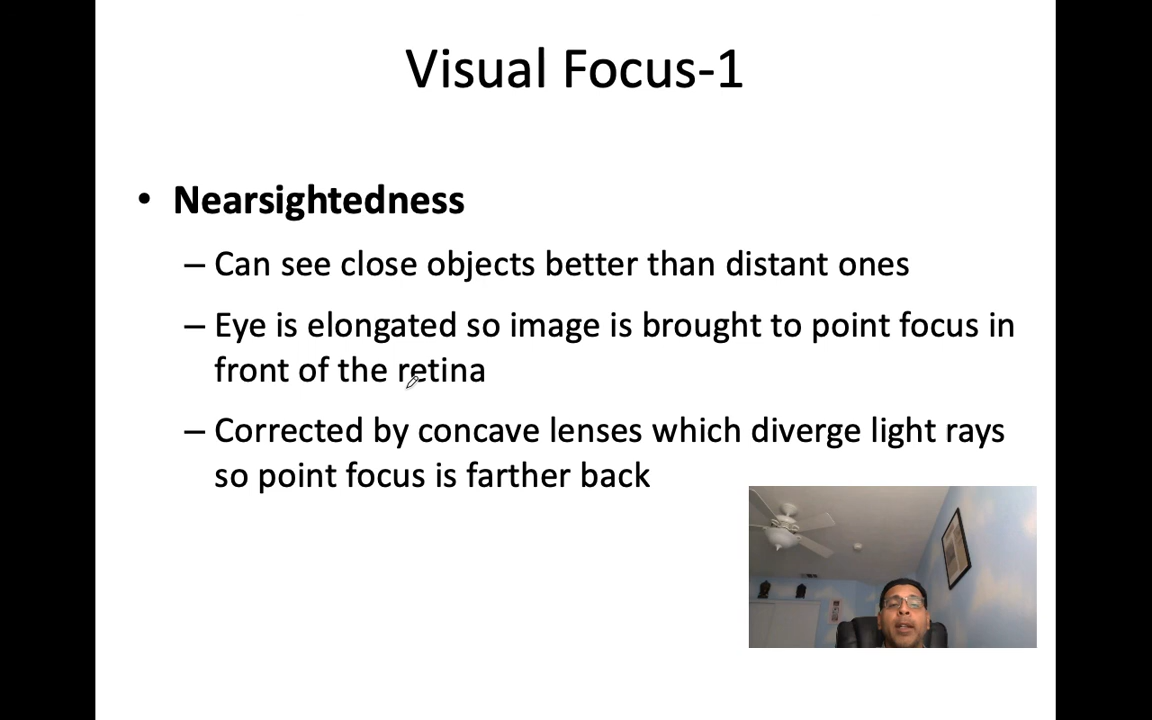 Visual Focus-1
• Nearsightedness
– Can see close objects better than distant ones
– Eye is elongated so image is brought to point focus in
front of the retina
– Corrected by concave lenses which diverge light rays
so point focus is farther back